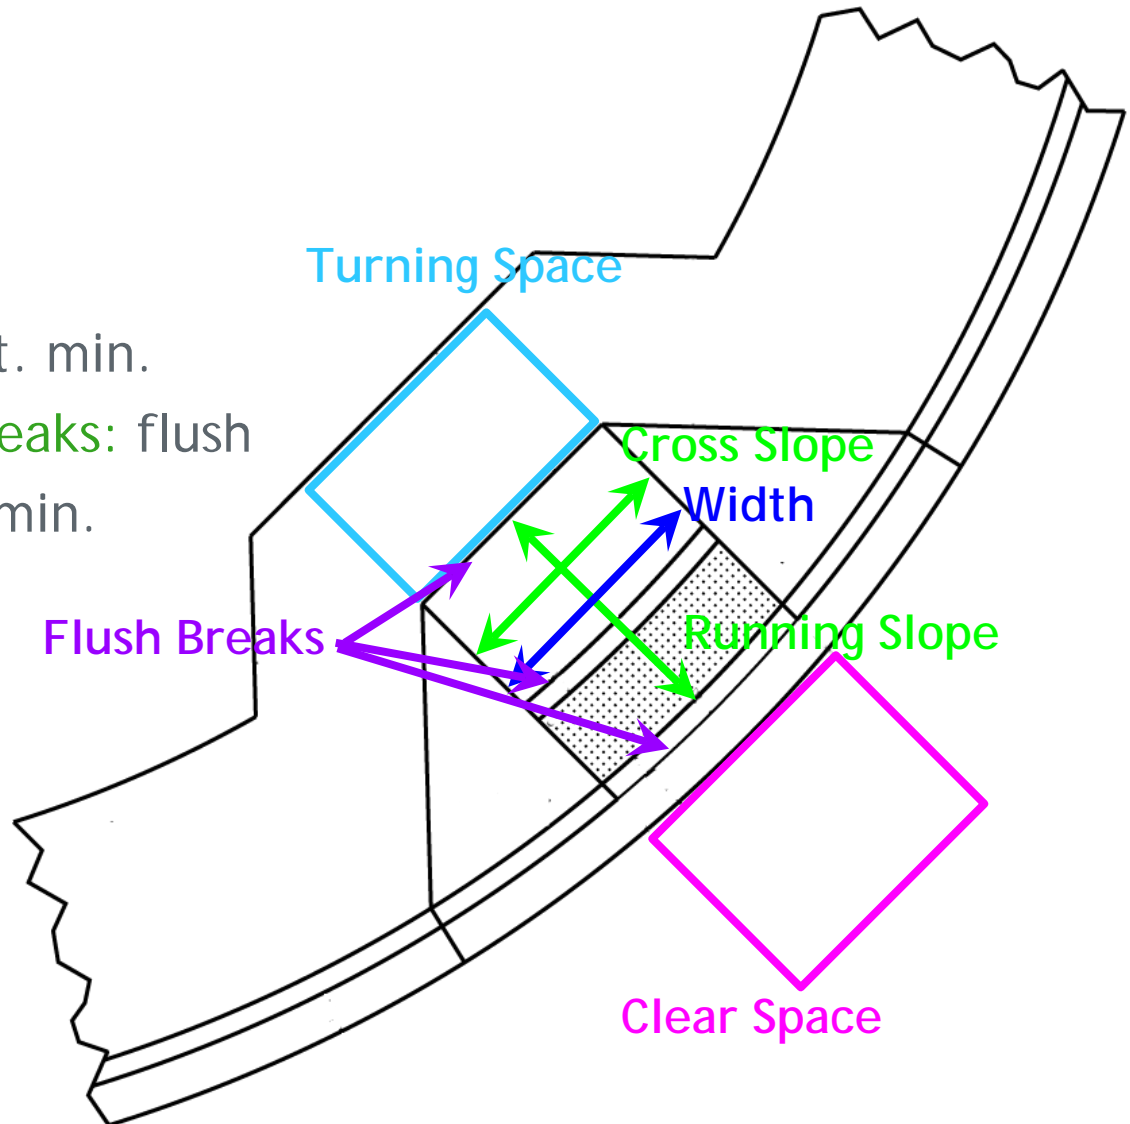 Turning Space
t. min.
eaks: flush
Cross Slope
Width
min.
Flush Breaks
Running Slope
Clear Space